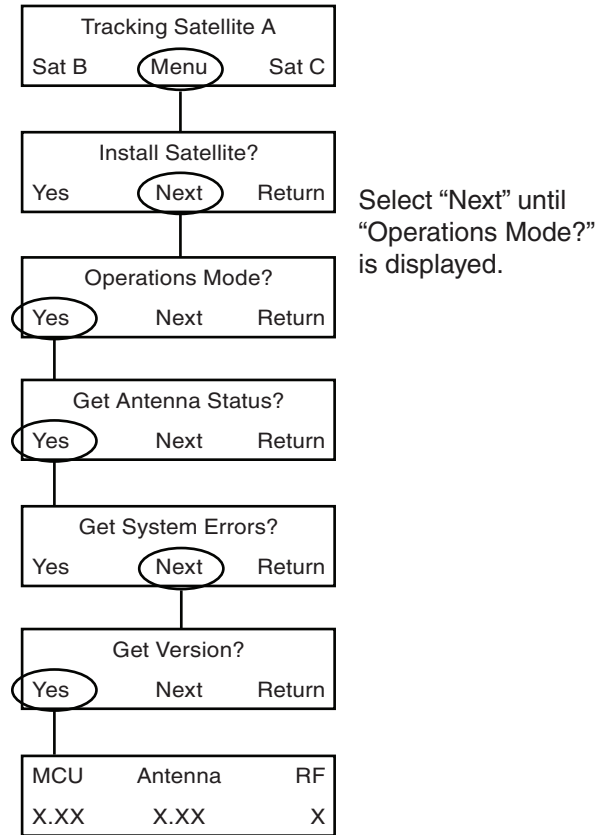 Tracking Satellite A
Sat B Menu Sat C
Install Satellite?
Yes Next Return
Select “Next” until
“Operations Mode?”
is displayed.
Operations Mode?
Yes Next Return
Get Antenna Status?
Yes Next Return
Get System Errors?
Yes Next Return
Get Version?
Yes Next Return
MCU Antenna RF
X.XX X.XX X